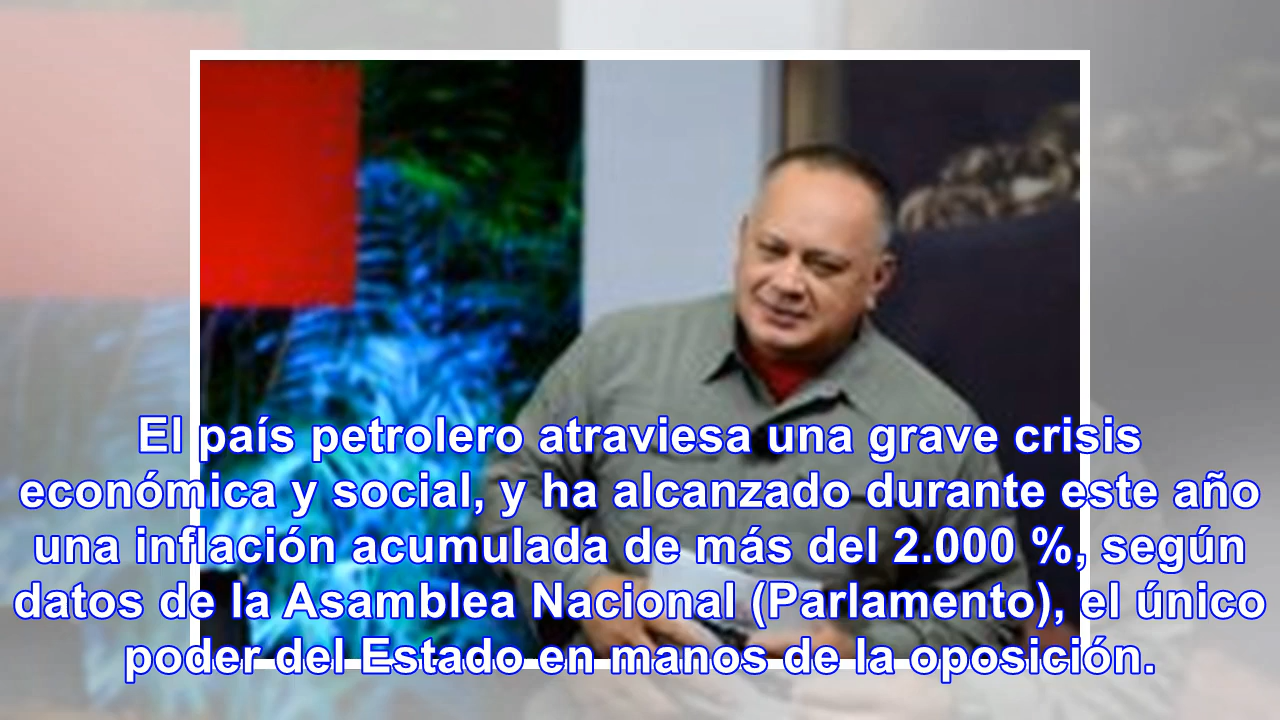 El país petrolero atraviesa una grave crisis
económica y social, y ha alcanzado durante este año
una inflación acumulada de más del 2.000 %, según
datos de la Asamblea Nacional (Parlamento), el único
poder del Estado en manos de la oposición.